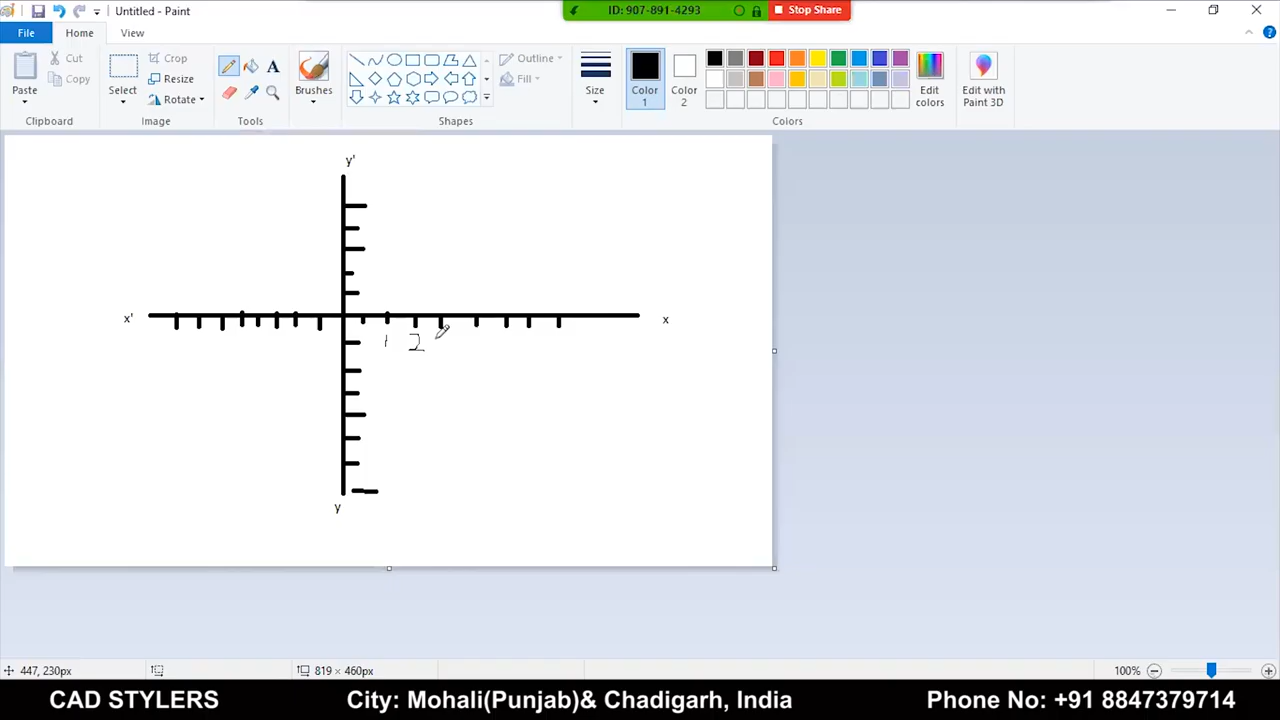 Untitled - Paint
ID: 907-891-4293
Stop Share
File
Home
View
Paste
Cut
Copy
Clipboard
Select
Crop
Resize
Rotate
Image
A
Tools
Brushes
Outline
Fill
Shapes
Size
Color
1
Color
2
Colors
Edit
colors
Edit with
Paint 3D
y'
x'
x
1 2
y
447, 230px
819 × 460px
100%
CAD STYLERS
City: Mohali(Punjab)& Chadigarh, India
Phone No: +91 8847379714